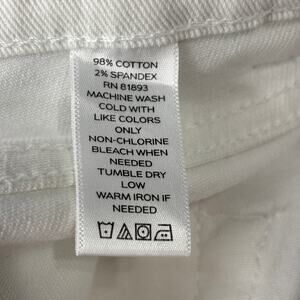 98% COTTON
2% SPANDEX
RN 81893
MACHINE WASH
COLD WITH
LIKE COLORS
ONLY
NON-CHLORINE
BLEACH WHEN
NEEDED
TUMBLE DRY
LOW
WARM IRON IF
NEEDED